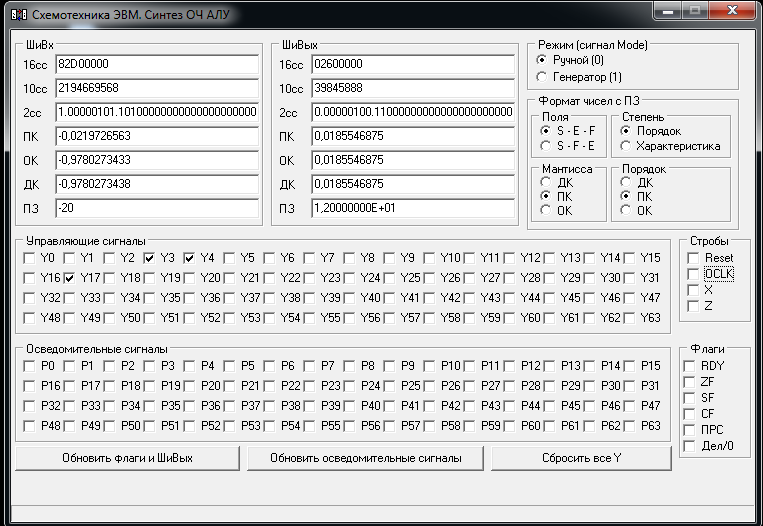 Схемотехника ЭВМ. Синтез ОЧ АЛУ
ШиВх
16сс 82D00000
10сс 2194669568
2сс 1.00000101.10100000000000000000000
ПК -0,0219726563
ОК -0,9780273433
ДК -0,9780273438
ПЗ -20
ШиВых
16сс 02600000
10сс 39845888
2сс 0.00000100.11000000000000000000000
ПК 0,0185546875
ОК 0,0185546875
ДК 0,0185546875
ПЗ 1,20000000E+01
Режим (сигнал Mode)
Ручной (0)
Генератор (1)
Формат чисел с ПЗ
Поля
S - E - F
S - F - E
Степень
Порядок
Характеристика
Мантисса
ДК
ПК
ОК
Порядок
ДК
ПК
ОК
Управляющие сигналы
Y0 Y1 Y2 Y3 Y4 Y5 Y6 Y7 Y8 Y9 Y10 Y11 Y12 Y13 Y14 Y15
Y16 Y17 Y18 Y19 Y20 Y21 Y22 Y23 Y24 Y25 Y26 Y27 Y28 Y29 Y30 Y31
Y32 Y33 Y34 Y35 Y36 Y37 Y38 Y39 Y40 Y41 Y42 Y43 Y44 Y45 Y46 Y47
Y48 Y49 Y50 Y51 Y52 Y53 Y54 Y55 Y56 Y57 Y58 Y59 Y60 Y61 Y62 Y63
Стробы
Reset
OCLK
X
Z
Осведомительные сигналы
P0 P1 P2 P3 P4 P5 P6 P7 P8 P9 P10 P11 P12 P13 P14 P15
P16 P17 P18 P19 P20 P21 P22 P23 P24 P25 P26 P27 P28 P29 P30 P31
P32 P33 P34 P35 P36 P37 P38 P39 P40 P41 P42 P43 P44 P45 P46 P47
P48 P49 P50 P51 P52 P53 P54 P55 P56 P57 P58 P59 P60 P61 P62 P63
Флаги
RDY
ZF
SF
CF
ПРС
Дел/0
Обновить флаги и ШиВых
Обновить осведомительные сигналы
Сбросить все Y